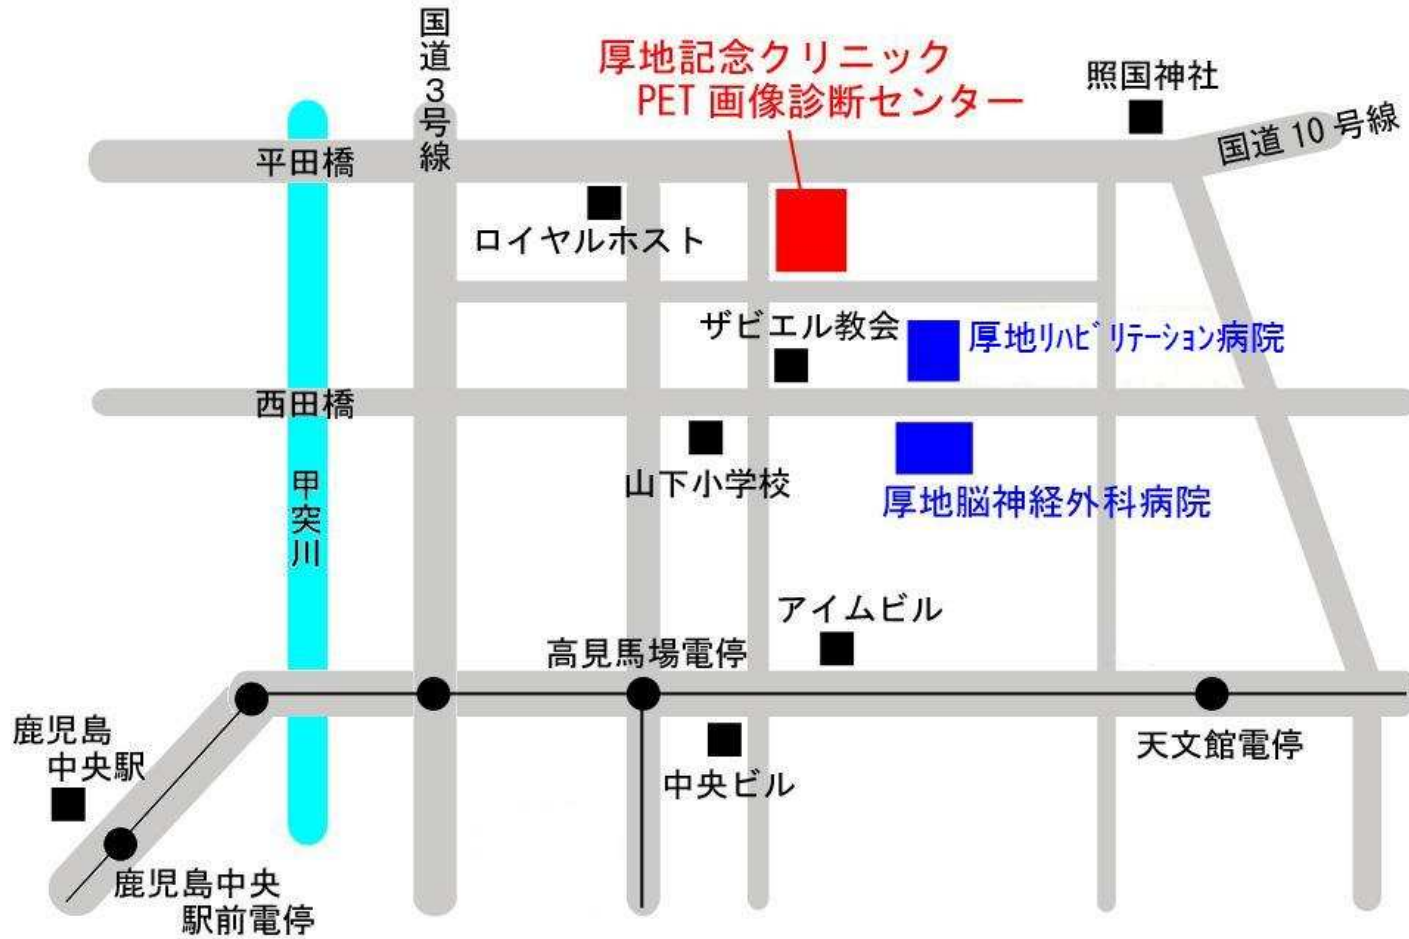 国道3号線
厚地記念クリニック
PET 画像診断センター
照国神社
国道 10 号線
平田橋
ロイヤルホスト
ザビエル教会
厚地ﾘﾊﾋﾞﾘﾃｰｼｮﾝ病院
西田橋
山下小学校
甲突川
厚地脳神経外科病院
アイムビル
高見馬場電停
鹿児島
中央駅
天文館電停
中央ビル
鹿児島中央
駅前電停